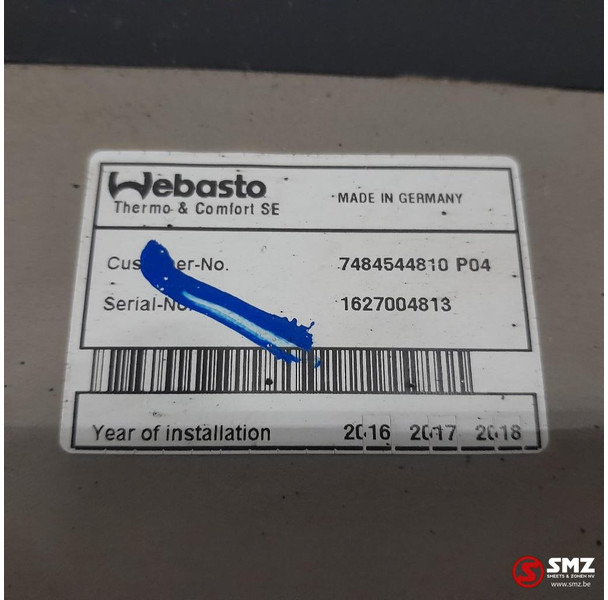 Webasto
Thermo & Comfort SE
MADE IN GERMANY
-No. 7484544810 P04
1627004813
Year of installation 2016 2017 2018
SMZ
SMEETS & ZONEN NV
www.smz.be